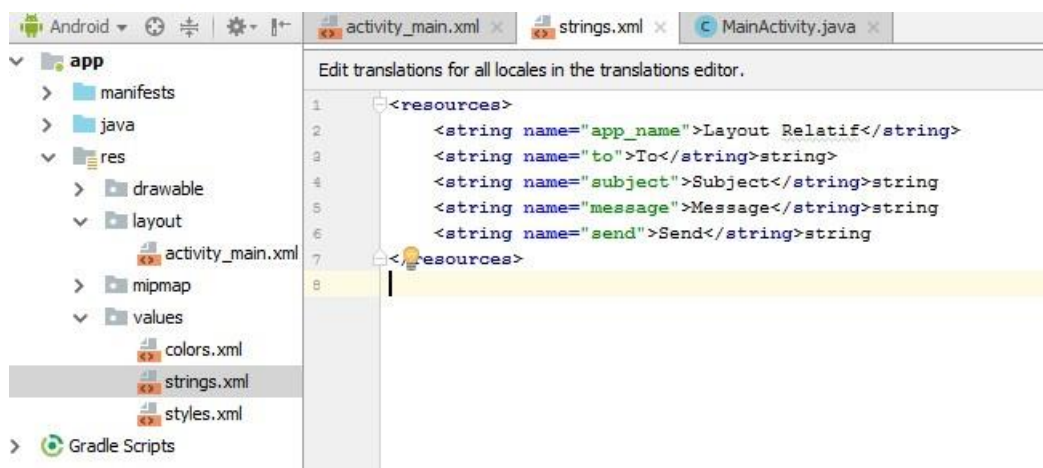 Android
activity_main.xml
strings.xml
MainActivity.java
app
manifests
java
res
drawable
layout
activity_main.xml
mipmap
values
colors.xml
strings.xml
styles.xml
Gradle Scripts
Edit translations for all locales in the translations editor.
1 <resources>
2 <string name="app_name">Layout Relatif</string>
3 <string name="to">To</string>string>
4 <string name="subject">Subject</string>string
5 <string name="message">Message</string>string
6 <string name="send">Send</string>string
7 </resources>
8